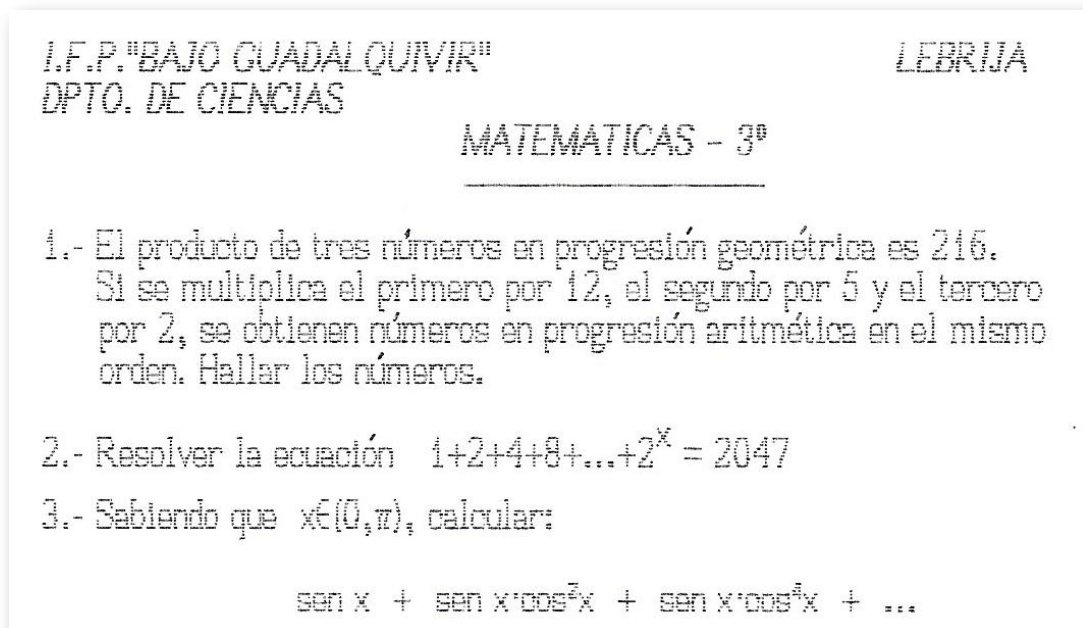 I.F.P."BAJO GUADALQUIVIR" LEBRIJA
DPTO. DE CIENCIAS
MATEMATICAS - 3º
1.- El producto de tres números en progresión geométrica es 216.
Si se multiplica el primero por 12, el segundo por 5 y el tercero
por 2, se obtienen números en progresión aritmética en el mismo
orden. Hallar los números.
2.- Resolver la ecuación 1+2+4+8+...+2^x = 2047
3.- Sabiendo que x∈(0,π), calcular:
sen x + sen x·cos²x + sen x·cos⁴x + ...